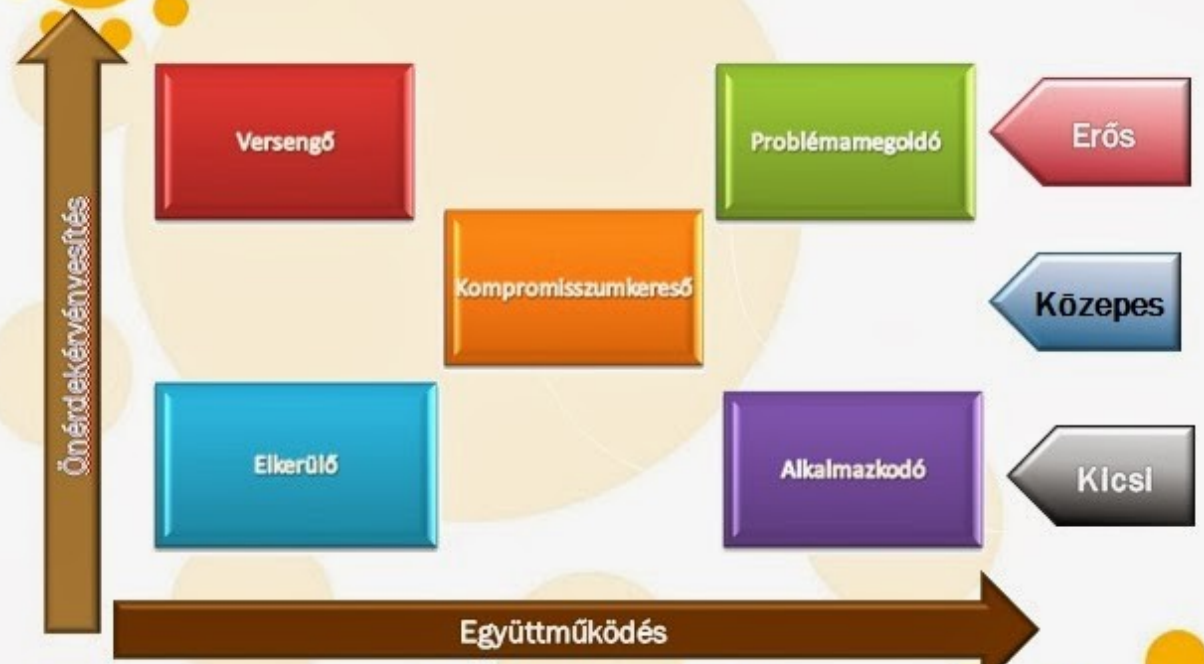 Versengő
Problémamegoldó
Erős
Önérdekérvényesítés
Kompromisszumkereső
Közepes
Elkerülő
Alkalmazkodó
Kicsi
Együttműködés